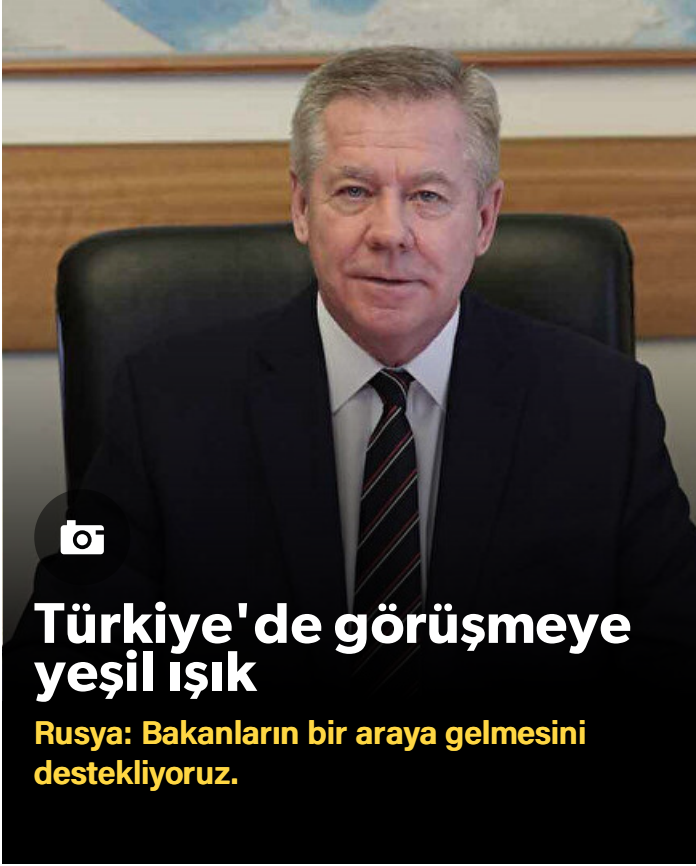 Türkiye'de görüşmeye
yeşil ışık
Rusya: Bakanların bir araya gelmesini
destekliyoruz.